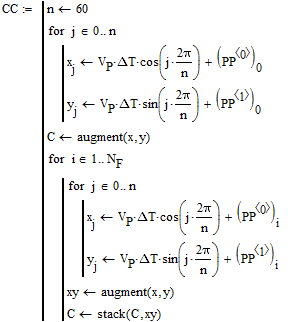 CC := n ← 60
for j ∈ 0.. n
x_j ← V_P·ΔT·cos(j·2π/n) + (PP^⟨0⟩)_0
y_j ← V_P·ΔT·sin(j·2π/n) + (PP^⟨1⟩)_0
C ← augment(x,y)
for i ∈ 1.. N_F
for j ∈ 0.. n
x_j ← V_P·ΔT·cos(j·2π/n) + (PP^⟨0⟩)_i
y_j ← V_P·ΔT·sin(j·2π/n) + (PP^⟨1⟩)_i
xy ← augment(x,y)
C ← stack(C,xy)